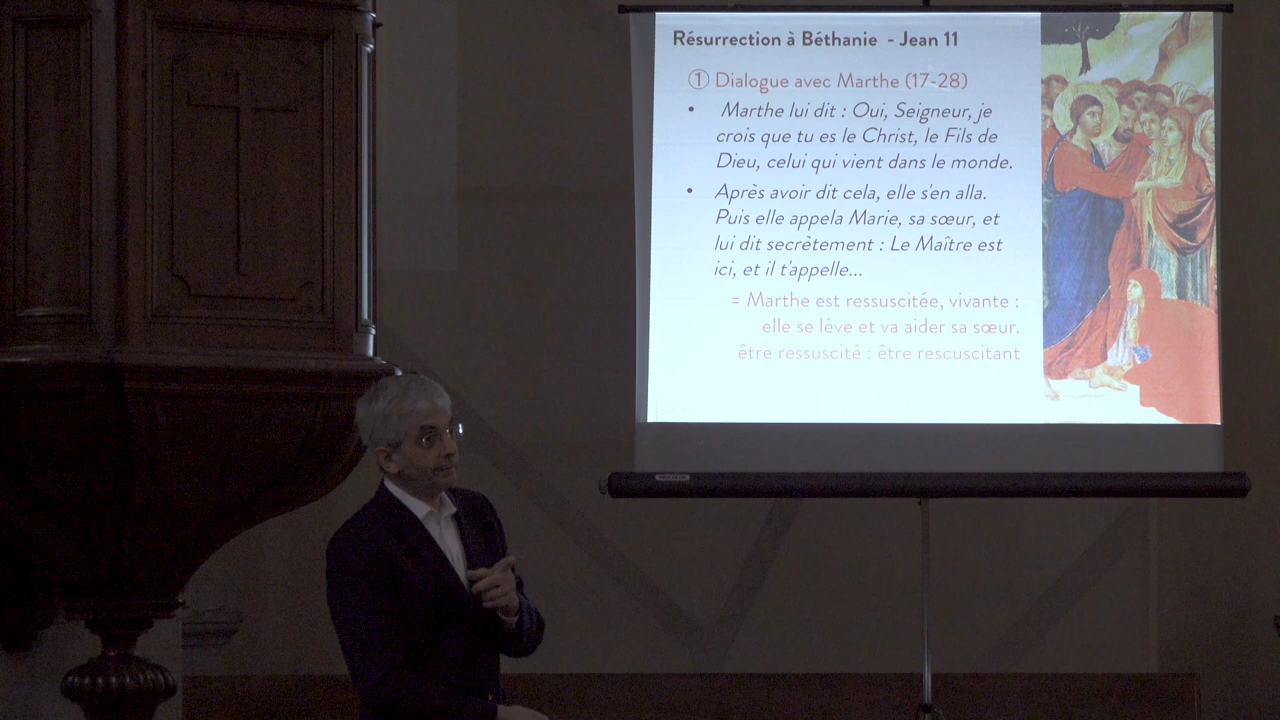 Résurrection à Béthanie - Jean 11
① Dialogue avec Marthe (17-28)
• Marthe lui dit : Oui, Seigneur, je
crois que tu es le Christ, le Fils de
Dieu, celui qui vient dans le monde.
• Après avoir dit cela, elle s'en alla.
Puis elle appela Marie, sa sœur, et
lui dit secrètement : Le Maître est
ici, et il t'appelle...
= Marthe est ressuscitée, vivante :
elle se lève et va aider sa sœur.
être ressuscité : être rescuscitant